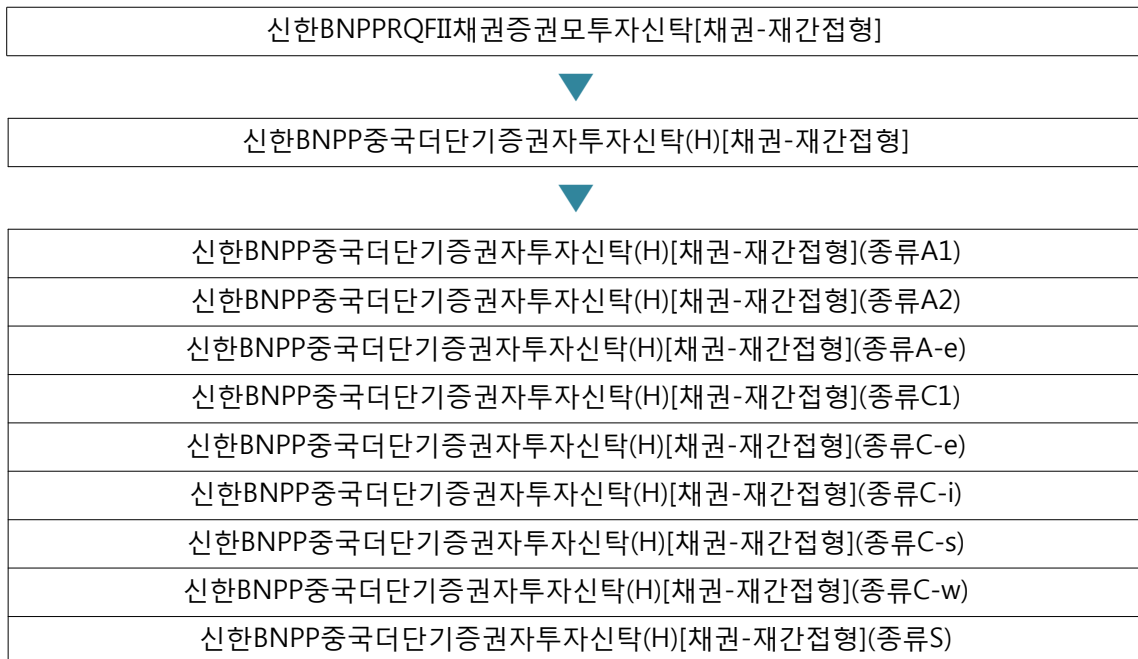 신한BNPPRQFII채권증권모투자신탁[채권-재간접형]
신한BNPP중국더단기증권자투자신탁(H)[채권-재간접형]
신한BNPP중국더단기증권자투자신탁(H)[채권-재간접형](종류A1)
신한BNPP중국더단기증권자투자신탁(H)[채권-재간접형](종류A2)
신한BNPP중국더단기증권자투자신탁(H)[채권-재간접형](종류A-e)
신한BNPP중국더단기증권자투자신탁(H)[채권-재간접형](종류C1)
신한BNPP중국더단기증권자투자신탁(H)[채권-재간접형](종류C-e)
신한BNPP중국더단기증권자투자신탁(H)[채권-재간접형](종류C-i)
신한BNPP중국더단기증권자투자신탁(H)[채권-재간접형](종류C-s)
신한BNPP중국더단기증권자투자신탁(H)[채권-재간접형](종류C-w)
신한BNPP중국더단기증권자투자신탁(H)[채권-재간접형](종류S)